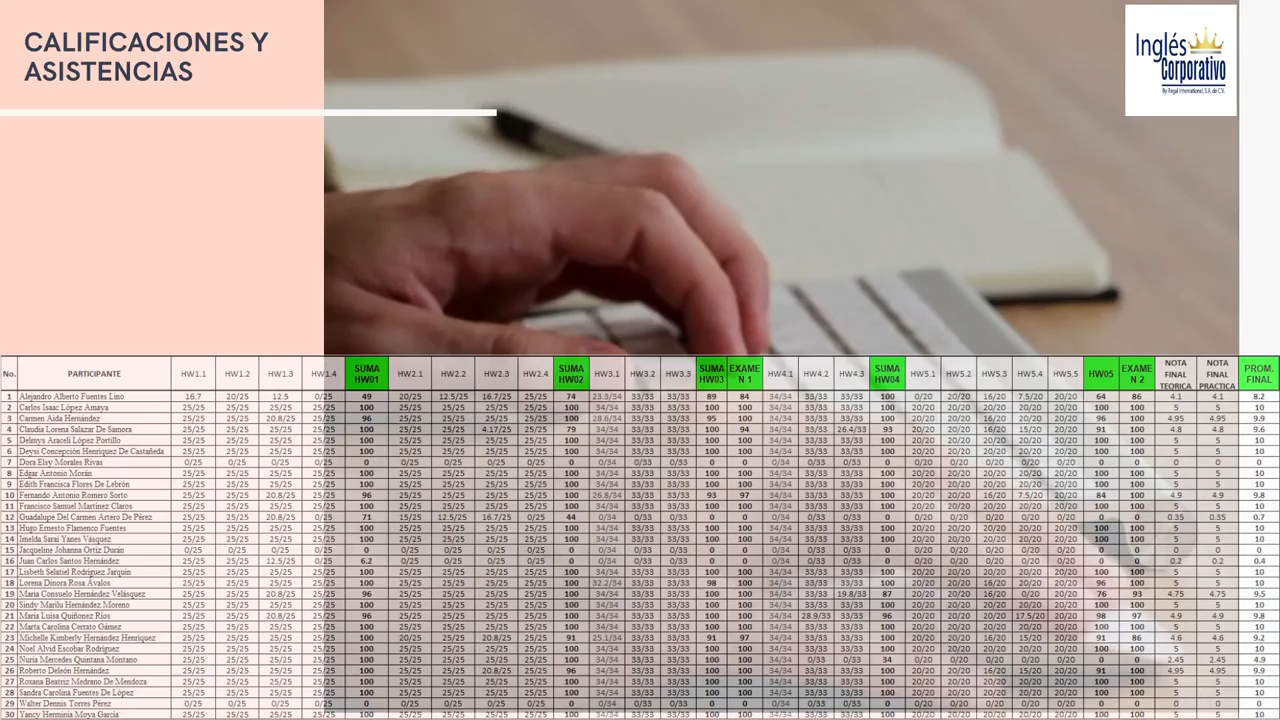 CALIFICACIONES Y
ASISTENCIAS
Inglés
Corporativo
By Regal International, S.A. de C.V.
No. PARTICIPANTE HW1.1 HW1.2 HW1.3 HW1.4 SUMA HW01 HW2.1 HW2.2 HW2.3 HW2.4 SUMA HW02 HW3.1 HW3.2 HW3.3 SUMA HW03 EXAME N 1 HW4.1 HW4.2 HW4.3 SUMA HW04 HW5.1 HW5.2 HW5.3 HW5.4 HW5.5 HW05 EXAME N 2 NOTA FINAL TEORICA NOTA FINAL PRACTICA PROM. FINAL
1 Alejandro Alberto Fuentes Lino 16.7 20/25 12.5 0/25 49 20/25 12.5/25 16.7/25 25/25 74 23.3/34 33/33 33/33 89 84 34/34 33/33 33/33 100 0/20 20/20 16/20 7.5/20 20/20 64 86 4.1 4.1 8.2
2 Carlos Isaac López Amaya 25/25 25/25 25/25 25/25 100 25/25 25/25 25/25 25/25 100 34/34 33/33 33/33 100 100 34/34 33/33 33/33 100 20/20 20/20 20/20 20/20 20/20 100 100 5 5 10
3 Carmen Aída Hernández 25/25 25/25 20.8/25 25/25 96 25/25 25/25 25/25 25/25 100 28.6/34 33/33 33/33 95 100 34/34 33/33 33/33 100 20/20 20/20 16/20 20/20 20/20 96 100 4.95 4.95 9.9
4 Claudia Lorena Salazar De Samora 25/25 25/25 25/25 25/25 100 25/25 25/25 4.17/25 25/25 79 34/34 33/33 33/33 100 94 34/34 33/33 26.4/33 93 20/20 20/20 16/20 15/20 20/20 91 100 4.8 4.8 9.6
5 Delmys Araceli López Portillo 25/25 25/25 25/25 25/25 100 25/25 25/25 25/25 25/25 100 34/34 33/33 33/33 100 100 34/34 33/33 33/33 100 20/20 20/20 20/20 20/20 20/20 100 100 5 5 10
6 Deysi Concepción Henriquez De Castañeda 25/25 25/25 25/25 25/25 100 25/25 25/25 25/25 25/25 100 34/34 33/33 33/33 100 100 34/34 33/33 33/33 100 20/20 20/20 20/20 20/20 20/20 100 100 5 5 10
7 Dora Elsy Morales Rivas 0/25 0/25 0/25 0/25 0 0/25 0/25 0/25 0/25 0 0/34 0/33 0/33 0 0 0/34 0/33 0/33 0 0/20 0/20 0/20 0/20 0/20 0 0 0 0 0
8 Edgar Antonio Morán 25/25 25/25 25/25 25/25 100 25/25 25/25 25/25 25/25 100 34/34 33/33 33/33 100 100 34/34 33/33 33/33 100 20/20 20/20 20/20 20/20 20/20 100 100 5 5 10
9 Edith Francisca Flores De Lebrón 25/25 25/25 25/25 25/25 100 25/25 25/25 25/25 25/25 100 34/34 33/33 33/33 100 100 34/34 33/33 33/33 100 20/20 20/20 20/20 20/20 20/20 100 100 5 5 10
10 Fernando Antonio Romero Sorto 25/25 25/25 20.8/25 25/25 96 25/25 25/25 25/25 25/25 100 26.8/34 33/33 33/33 93 97 34/34 33/33 33/33 100 20/20 20/20 16/20 7.5/20 20/20 84 100 4.9 4.9 9.8
11 Francisco Samuel Martínez Claros 25/25 25/25 25/25 25/25 100 25/25 25/25 25/25 25/25 100 34/34 33/33 33/33 100 100 34/34 33/33 33/33 100 20/20 20/20 20/20 20/20 20/20 100 100 5 5 10
12 Guadalupe Del Carmen Artero De Pérez 25/25 25/25 20.8/25 0/25 71 15/25 12.5/25 16.7/25 0/25 44 0/34 0/33 0/33 0 0 0/34 0/33 0/33 0 0/20 0/20 0/20 0/20 0/20 0 0 0.35 0.35 0.7
13 Hugo Ernesto Flamenco Fuentes 25/25 25/25 25/25 25/25 100 25/25 25/25 25/25 25/25 100 34/34 33/33 33/33 100 100 34/34 33/33 33/33 100 20/20 20/20 20/20 20/20 20/20 100 100 5 5 10
14 Imelda Sarai Yanes Vásquez 25/25 25/25 25/25 25/25 100 25/25 25/25 25/25 25/25 100 34/34 33/33 33/33 100 100 34/34 33/33 33/33 100 20/20 20/20 20/20 20/20 20/20 100 100 5 5 10
15 Jacqueline Johanna Ortiz Durán 0/25 0/25 0/25 0/25 0 0/25 0/25 0/25 0/25 0 0/34 0/33 0/33 0 0 0/34 0/33 0/33 0 0/20 0/20 0/20 0/20 0/20 0 0 0 0 0
16 Juan Carlos Santos Hernández 25/25 25/25 12.5/25 0/25 6.2 0/25 0/25 0/25 0/25 0 0/34 0/33 0/33 0 0 0/34 0/33 0/33 0 0/20 0/20 0/20 0/20 0/20 0 0 0.2 0.2 0.4
17 Lisbeth Selatiel Rodríguez Jarquin 25/25 25/25 25/25 25/25 100 25/25 25/25 25/25 25/25 100 34/34 33/33 33/33 100 100 34/34 33/33 33/33 100 20/20 20/20 20/20 20/20 20/20 100 100 5 5 10
18 Lorena Dinora Rosa Ávalos 25/25 25/25 25/25 25/25 100 25/25 25/25 25/25 25/25 100 32.2/34 33/33 33/33 98 100 34/34 33/33 33/33 100 20/20 20/20 16/20 20/20 20/20 96 100 5 5 10
19 Maria Consuelo Hernández Velásquez 25/25 25/25 20.8/25 25/25 96 25/25 25/25 25/25 25/25 100 34/34 33/33 33/33 100 100 34/34 33/33 19.8/33 87 20/20 20/20 16/20 0/20 20/20 76 93 4.75 4.75 9.5
20 Sindy Marilu Hernández Moreno 25/25 25/25 25/25 25/25 100 25/25 25/25 25/25 25/25 100 34/34 33/33 33/33 100 100 34/34 33/33 33/33 100 20/20 20/20 20/20 20/20 20/20 100 100 5 5 10
21 Maria Luisa Quiñonez Rios 25/25 25/25 20.8/25 25/25 96 25/25 25/25 25/25 25/25 100 34/34 33/33 33/33 100 100 34/34 28.9/33 33/33 96 20/20 20/20 20/20 17.5/20 20/20 98 97 4.9 4.9 9.8
22 Marta Carolina Cerrato Gámez 25/25 25/25 25/25 25/25 100 25/25 25/25 25/25 25/25 100 34/34 33/33 33/33 100 100 34/34 33/33 33/33 100 20/20 20/20 20/20 20/20 20/20 100 100 5 5 10
23 Michelle Kimberly Hernández Henriquez 25/25 25/25 25/25 25/25 100 20/25 25/25 20.8/25 25/25 91 25.1/34 33/33 33/33 91 97 34/34 33/33 33/33 100 20/20 20/20 16/20 15/20 20/20 91 86 4.6 4.6 9.2
24 Noel Alvid Escobar Rodríguez 25/25 25/25 25/25 25/25 100 25/25 25/25 25/25 25/25 100 34/34 33/33 33/33 100 100 34/34 33/33 33/33 100 20/20 20/20 20/20 20/20 20/20 100 100 5 5 10
25 Nuria Mercedes Quintana Montano 25/25 25/25 25/25 25/25 100 25/25 25/25 25/25 25/25 100 34/34 33/33 33/33 100 100 34/34 0/33 0/33 34 0/20 0/20 0/20 0/20 0/20 0 0 2.45 2.45 4.9
26 Roberto Deleón Hernández 25/25 25/25 25/25 25/25 100 25/25 25/25 20.8/25 25/25 96 34/34 33/33 33/33 100 100 34/34 33/33 33/33 100 20/20 20/20 16/20 15/20 20/20 91 100 4.95 4.95 9.9
27 Roxana Beatriz Medrano De Mendoza 25/25 25/25 25/25 25/25 100 25/25 25/25 25/25 25/25 100 34/34 33/33 33/33 100 100 34/34 33/33 33/33 100 20/20 20/20 20/20 20/20 20/20 100 100 5 5 10
28 Sandra Carolina Fuentes De López 25/25 25/25 25/25 25/25 100 25/25 25/25 25/25 25/25 100 34/34 33/33 33/33 100 100 34/34 33/33 33/33 100 20/20 20/20 20/20 20/20 20/20 100 100 5 5 10
29 Walter Dennis Torres Pérez 0/25 0/25 0/25 0/25 0 0/25 0/25 0/25 0/25 0 0/34 0/33 0/33 0 0 0/34 0/33 0/33 0 0/20 0/20 0/20 0/20 0/20 0 0 0 0 0
30 Yancy Herminia Moya García 25/25 25/25 25/25 25/25 100 25/25 25/25 25/25 25/25 100 34/34 33/33 33/33 100 100 34/34 33/33 33/33 100 20/20 20/20 20/20 20/20 20/20 100 100 5 5 10